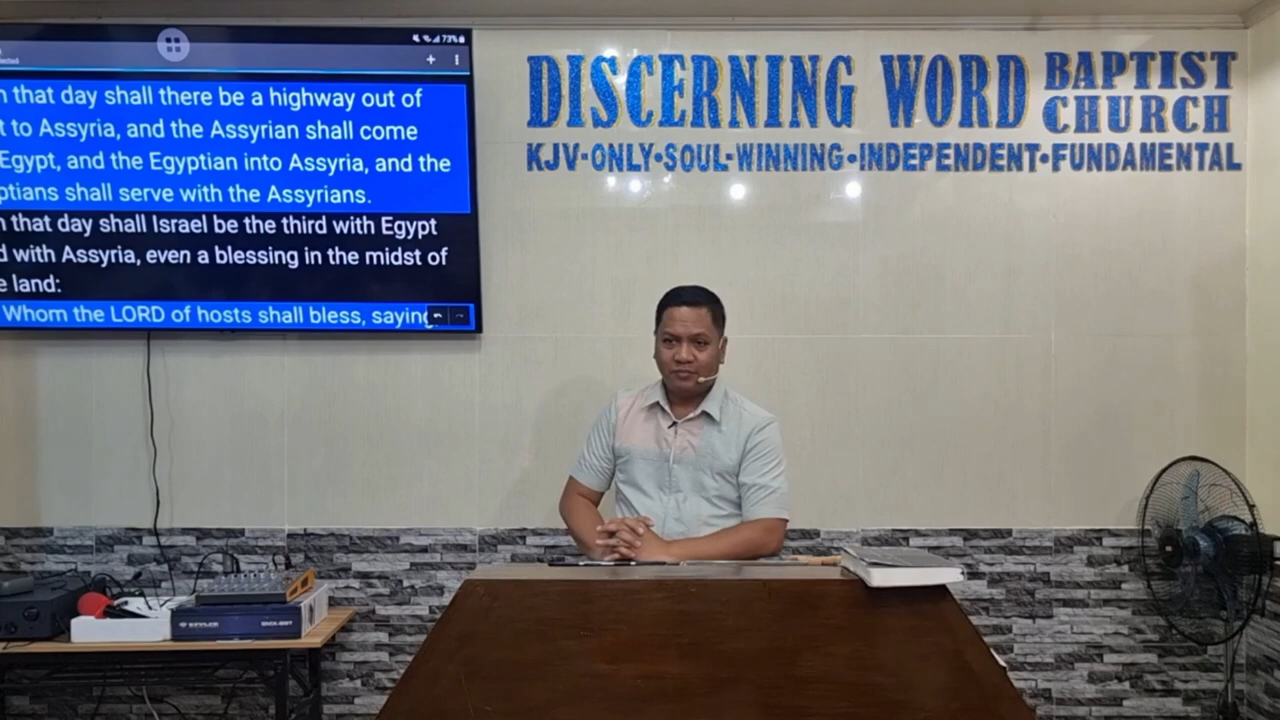 73%
that day shall there be a highway out of
to Assyria, and the Assyrian shall come
Egypt, and the Egyptian into Assyria, and the
ptians shall serve with the Assyrians.
that day shall Israel be the third with Egypt
with Assyria, even a blessing in the midst of
land:
Whom the LORD of hosts shall bless, saying,
DISCERNING WORD BAPTIST CHURCH
KJV-ONLY•SOUL-WINNING•INDEPENDENT•FUNDAMENTAL